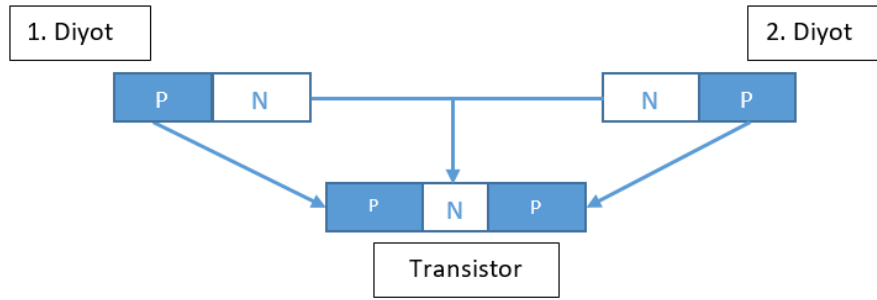 1. Diyot
2. Diyot
P N
N P
P N P
Transistor